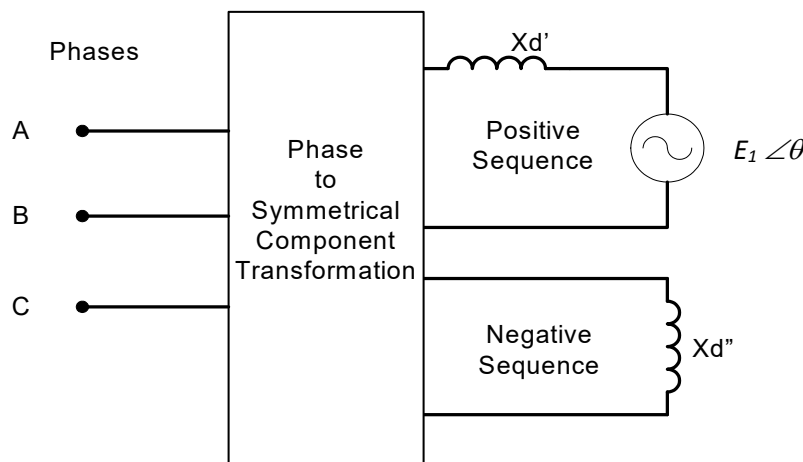 Phases
A
B
C
Phase
to
Symmetrical
Component
Transformation
Xd’
Positive
Sequence
E₁ ∠θ
Negative
Sequence
Xd”